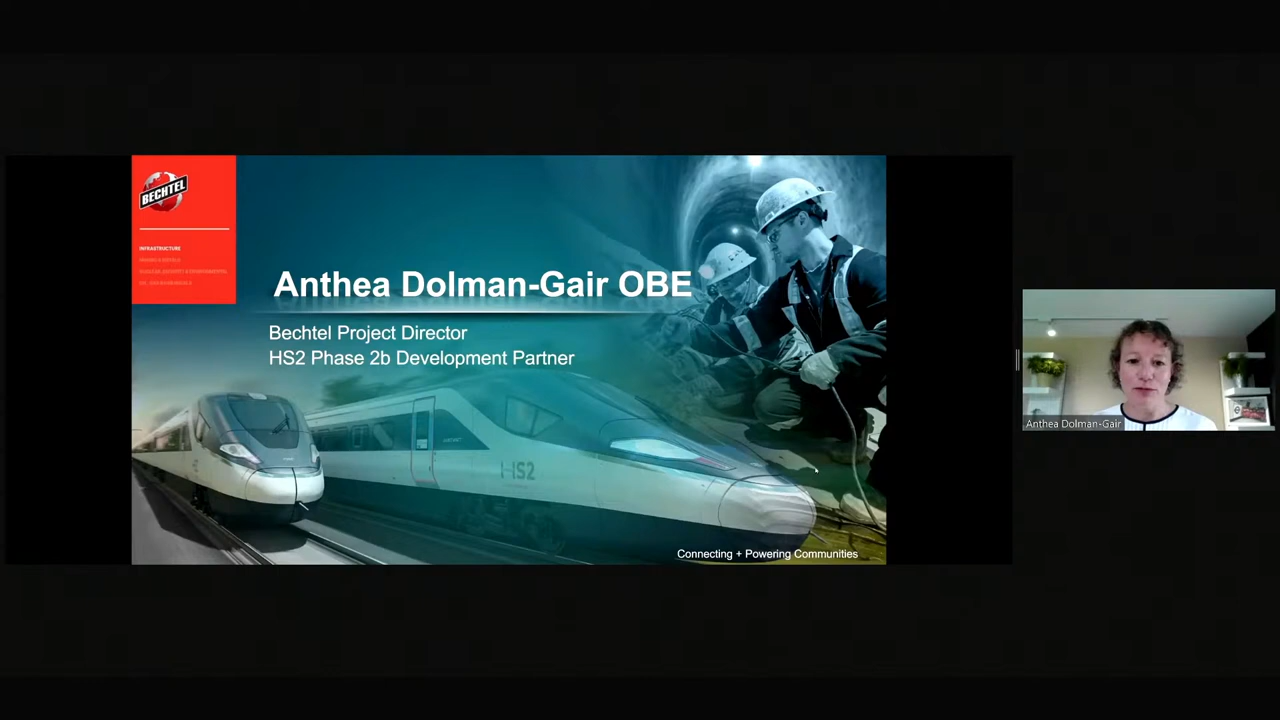 BECHTEL
INFRASTRUCTURE
Anthea Dolman-Gair OBE
Bechtel Project Director
HS2 Phase 2b Development Partner
HS2
Connecting + Powering Communities
Anthea Dolman-Gair